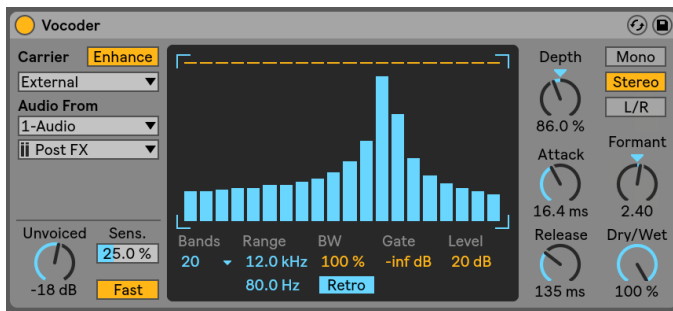 Vocoder
Carrier Enhance
External
Audio From
1-Audio
Post FX
Unvoiced Sens.
25.0 %
-18 dB Fast
Bands Range BW Gate Level
20 12.0 kHz 100 % -inf dB 20 dB
80.0 Hz Retro
Depth Mono
Stereo
L/R
86.0 %
Attack Formant
16.4 ms 2.40
Release Dry/Wet
135 ms 100 %